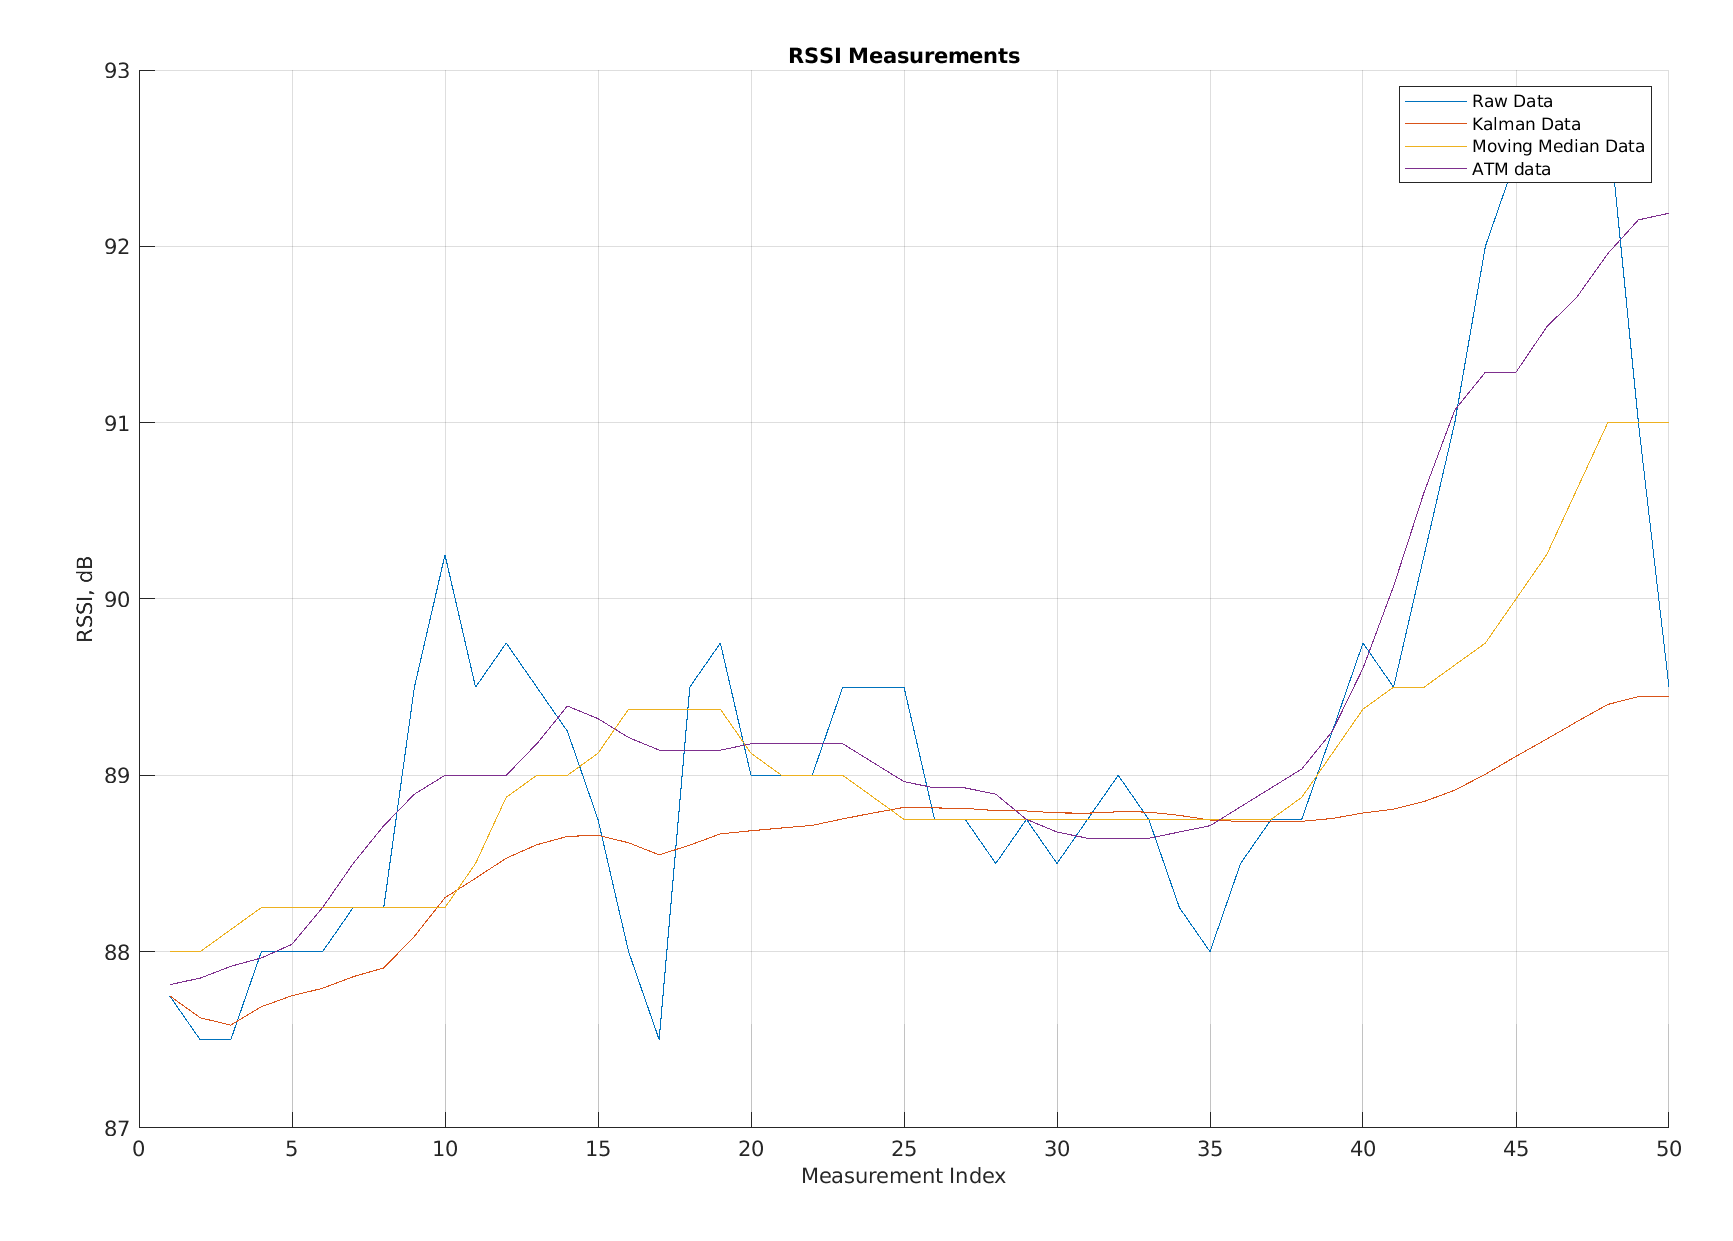 RSSI Measurements
93
92
91
90
89
88
87
RSSI, dB
Raw Data
Kalman Data
Moving Median Data
ATM data
0 5 10 15 20 25 30 35 40 45 50
Measurement Index